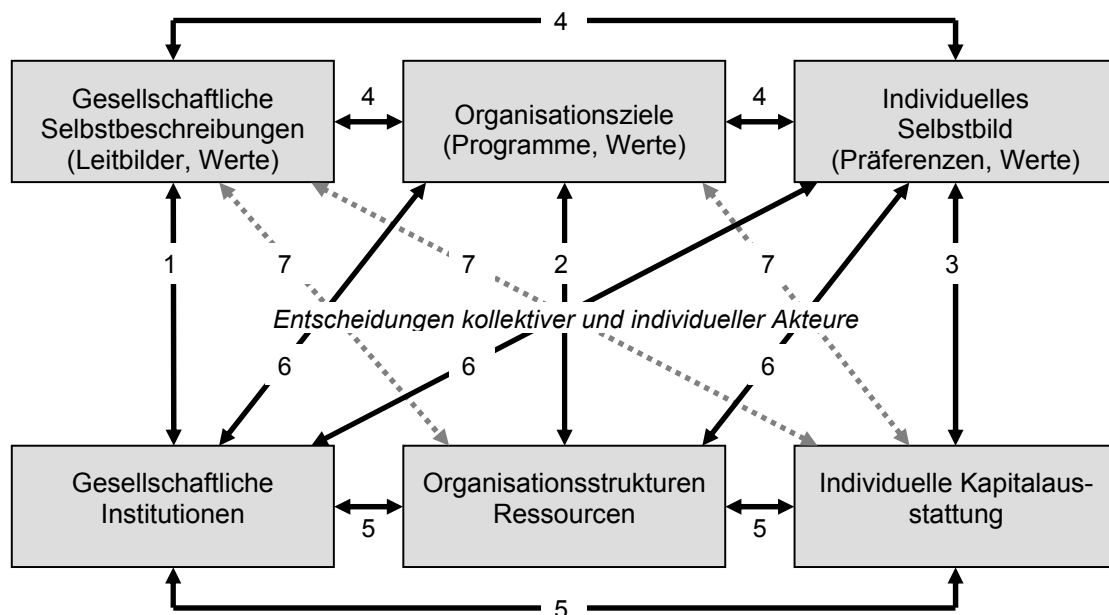 4
Gesellschaftliche
Selbstbeschreibungen
(Leitbilder, Werte)
4
Organisationsziele
(Programme, Werte)
4
Individuelles
Selbstbild
(Präferenzen, Werte)
1
7
7
2
7
3
Entscheidungen kollektiver und individueller Akteure
6
6
6
Gesellschaftliche
Institutionen
5
Organisationsstrukturen
Ressourcen
5
Individuelle Kapitalaus-
stattung
5